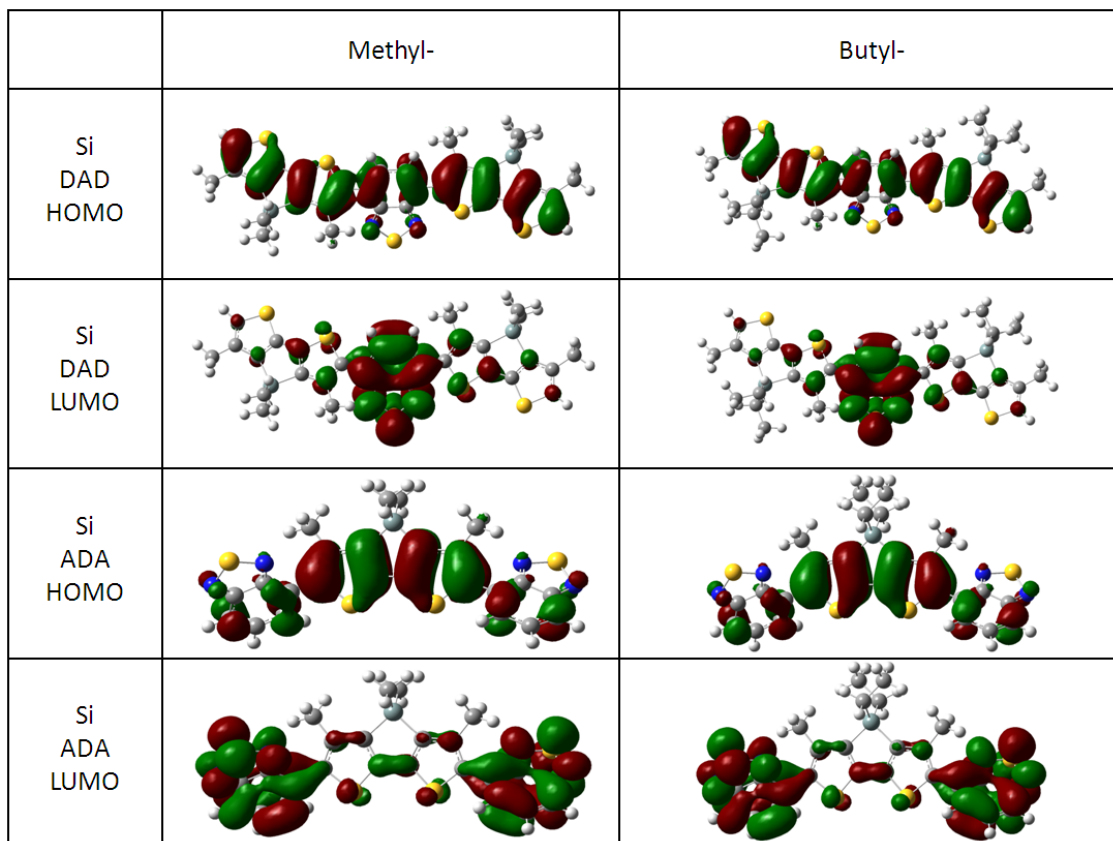 Methyl-
Butyl-
Si
DAD
HOMO
Si
DAD
LUMO
Si
ADA
HOMO
Si
ADA
LUMO